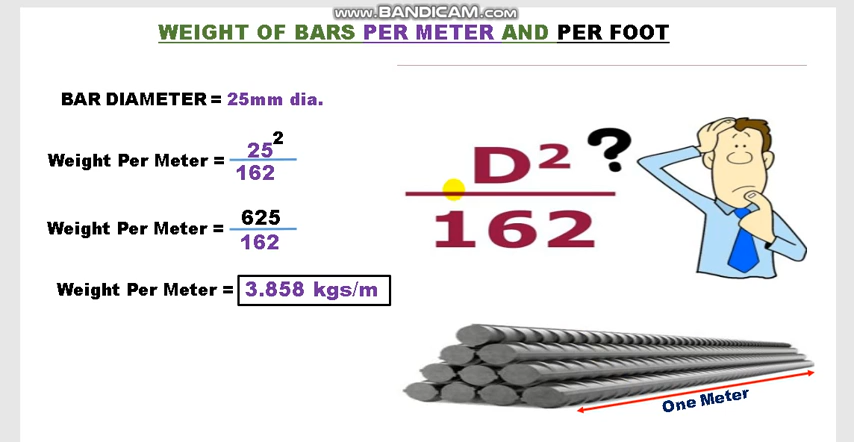 www.BANDICAM.com
WEIGHT OF BARS PER METER AND PER FOOT
BAR DIAMETER = 25mm dia.
Weight Per Meter = 25²
162
Weight Per Meter = 625
162
Weight Per Meter = 3.858 kgs/m
D² ?
162
One Meter